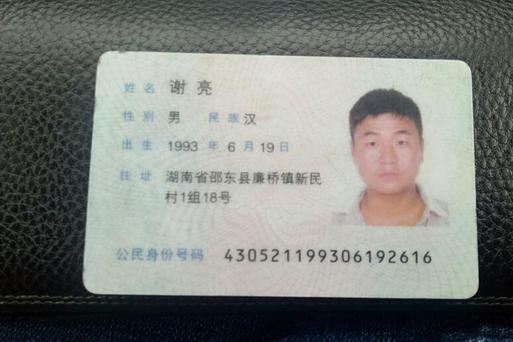 姓名 谢亮
性别 男 民族 汉
出生 1993 年 6 月 19 日
住址 湖南省邵东县廉桥镇新民
村1组18号
公民身份号码 430521199306192616